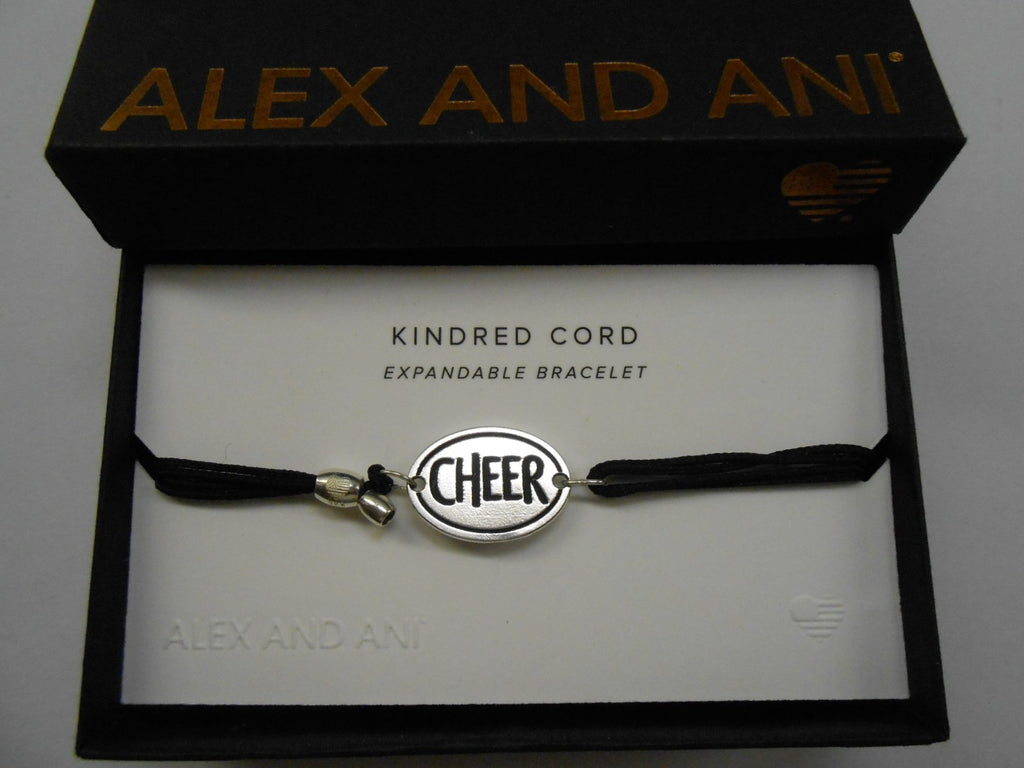 ALEX AND ANI®
KINDRED CORD
EXPANDABLE BRACELET
CHEER
ALEX AND ANI